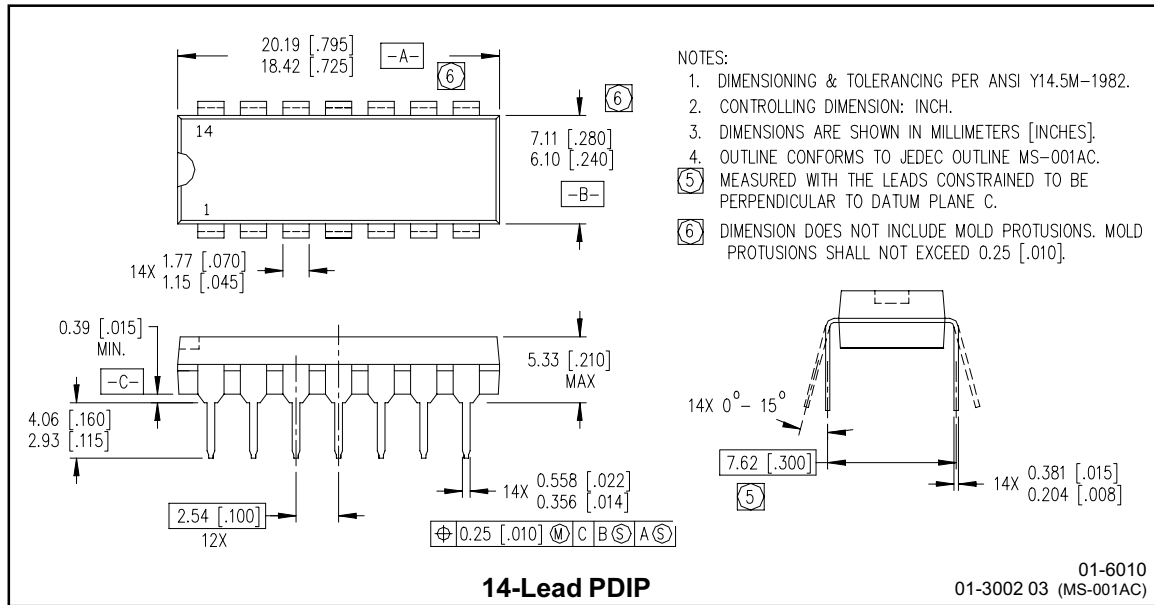 20.19 [.795]
18.42 [.725]
-A-
6
6
14
1
7.11 [.280]
6.10 [.240]
-B-
14X 1.77 [.070]
1.15 [.045]
NOTES:
1. DIMENSIONING & TOLERANCING PER ANSI Y14.5M-1982.
2. CONTROLLING DIMENSION: INCH.
3. DIMENSIONS ARE SHOWN IN MILLIMETERS [INCHES].
4. OUTLINE CONFORMS TO JEDEC OUTLINE MS-001AC.
5 MEASURED WITH THE LEADS CONSTRAINED TO BE
PERPENDICULAR TO DATUM PLANE C.
6 DIMENSION DOES NOT INCLUDE MOLD PROTUSIONS. MOLD
PROTUSIONS SHALL NOT EXCEED 0.25 [.010].
0.39 [.015]
MIN.
-C-
4.06 [.160]
2.93 [.115]
5.33 [.210]
MAX
2.54 [.100]
12X
14X 0.558 [.022]
0.356 [.014]
⌖ 0.25 [.010] Ⓜ C B Ⓢ A Ⓢ
14X 0° - 15°
7.62 [.300]
5
14X 0.381 [.015]
0.204 [.008]
14-Lead PDIP
01-6010
01-3002 03 (MS-001AC)